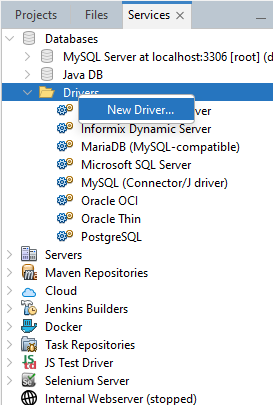 Projects Files Services
Databases
MySQL Server at localhost:3306 [root] (d
Java DB
Drivers
New Driver...
ver
Informix Dynamic Server
MariaDB (MySQL-compatible)
Microsoft SQL Server
MySQL (Connector/J driver)
Oracle OCI
Oracle Thin
PostgreSQL
Servers
Maven Repositories
Cloud
Jenkins Builders
Docker
Task Repositories
JS Test Driver
Selenium Server
Internal Webserver (stopped)